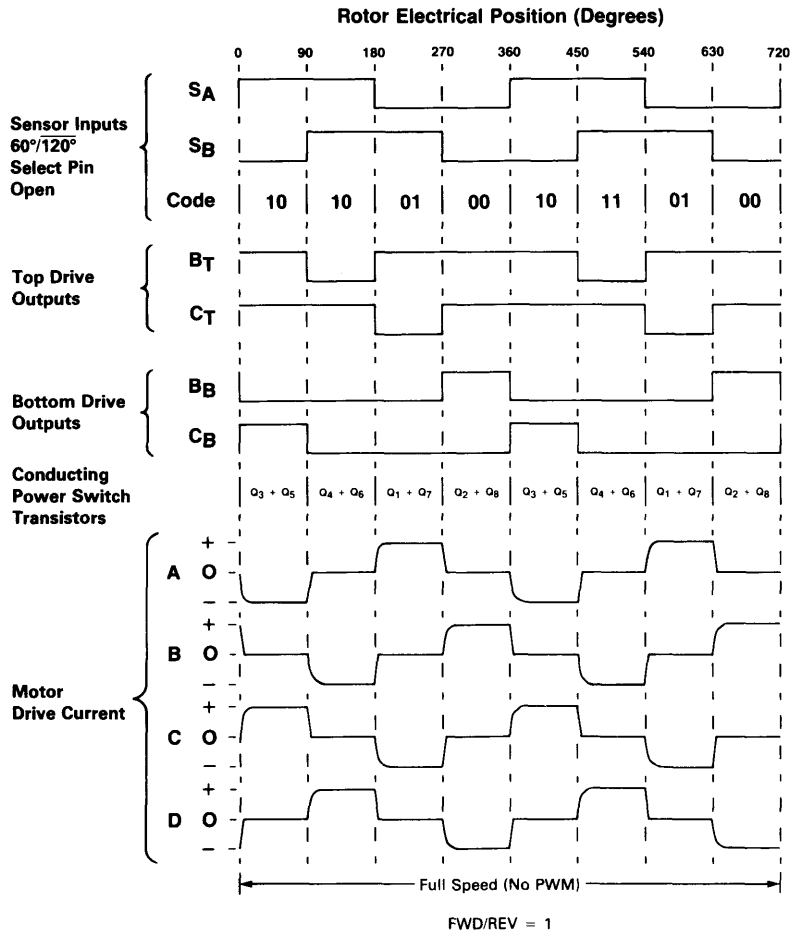 Rotor Electrical Position (Degrees)
0 90 180 270 360 450 540 630 720
Sensor Inputs
60°/120°
Select Pin
Open
SA
SB
Code 10 10 01 00 10 11 01 00
Top Drive
Outputs
BT
CT
Bottom Drive
Outputs
BB
CB
Conducting
Power Switch
Transistors
Q3 + Q5 Q4 + Q6 Q1 + Q7 Q2 + Q8 Q3 + Q5 Q4 + Q6 Q1 + Q7 Q2 + Q8
Motor
Drive Current
+
A O
−
+
B O
−
+
C O
−
+
D O
−
Full Speed (No PWM)
FWD/REV = 1